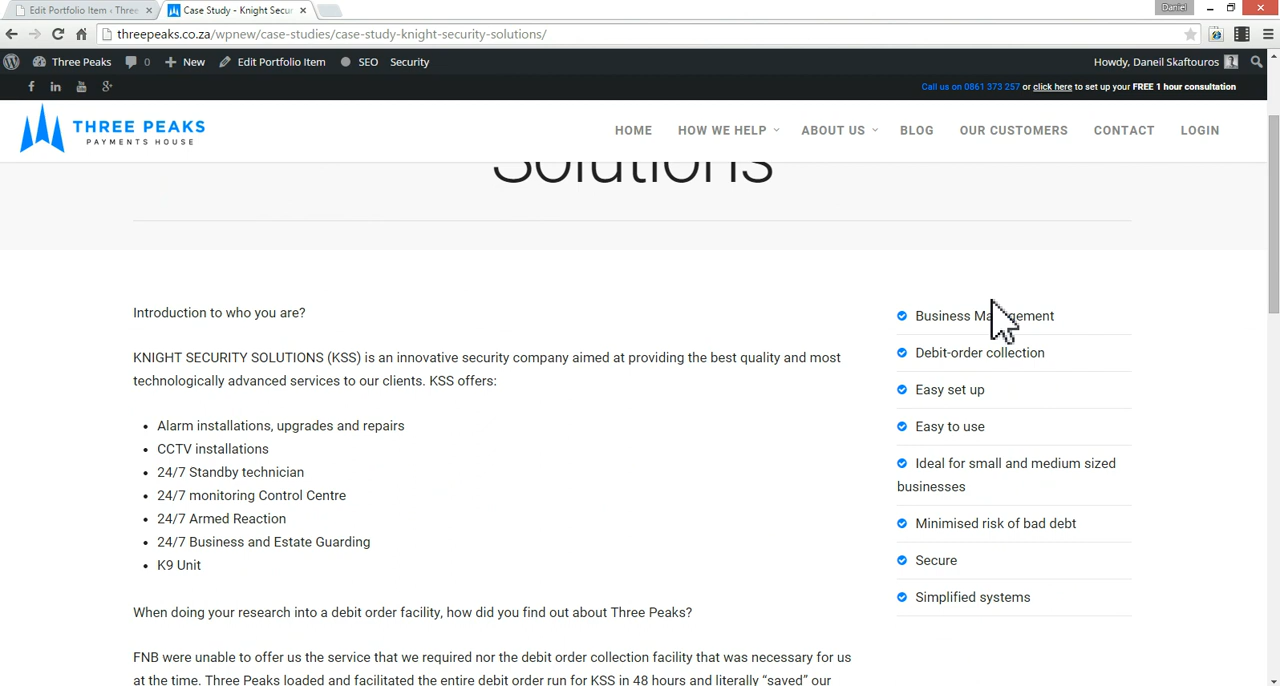 Edit Portfolio Item ‹ Three
Case Study - Knight Secur
Daniel
threepeaks.co.za/wpnew/case-studies/case-study-knight-security-solutions/
Three Peaks 0 New Edit Portfolio Item SEO Security Howdy, Daneil Skaftouros
Call us on 0861 373 257 or click here to set up your FREE 1 hour consultation
THREE PEAKS
PAYMENTS HOUSE
HOME HOW WE HELP ABOUT US BLOG OUR CUSTOMERS CONTACT LOGIN
Solutions
Introduction to who you are?
KNIGHT SECURITY SOLUTIONS (KSS) is an innovative security company aimed at providing the best quality and most
technologically advanced services to our clients. KSS offers:
• Alarm installations, upgrades and repairs
• CCTV installations
• 24/7 Standby technician
• 24/7 monitoring Control Centre
• 24/7 Armed Reaction
• 24/7 Business and Estate Guarding
• K9 Unit
When doing your research into a debit order facility, how did you find out about Three Peaks?
FNB were unable to offer us the service that we required nor the debit order collection facility that was necessary for us
at the time. Three Peaks loaded and facilitated the entire debit order run for KSS in 48 hours and literally “saved” our
Business Management
Debit-order collection
Easy set up
Easy to use
Ideal for small and medium sized
businesses
Minimised risk of bad debt
Secure
Simplified systems